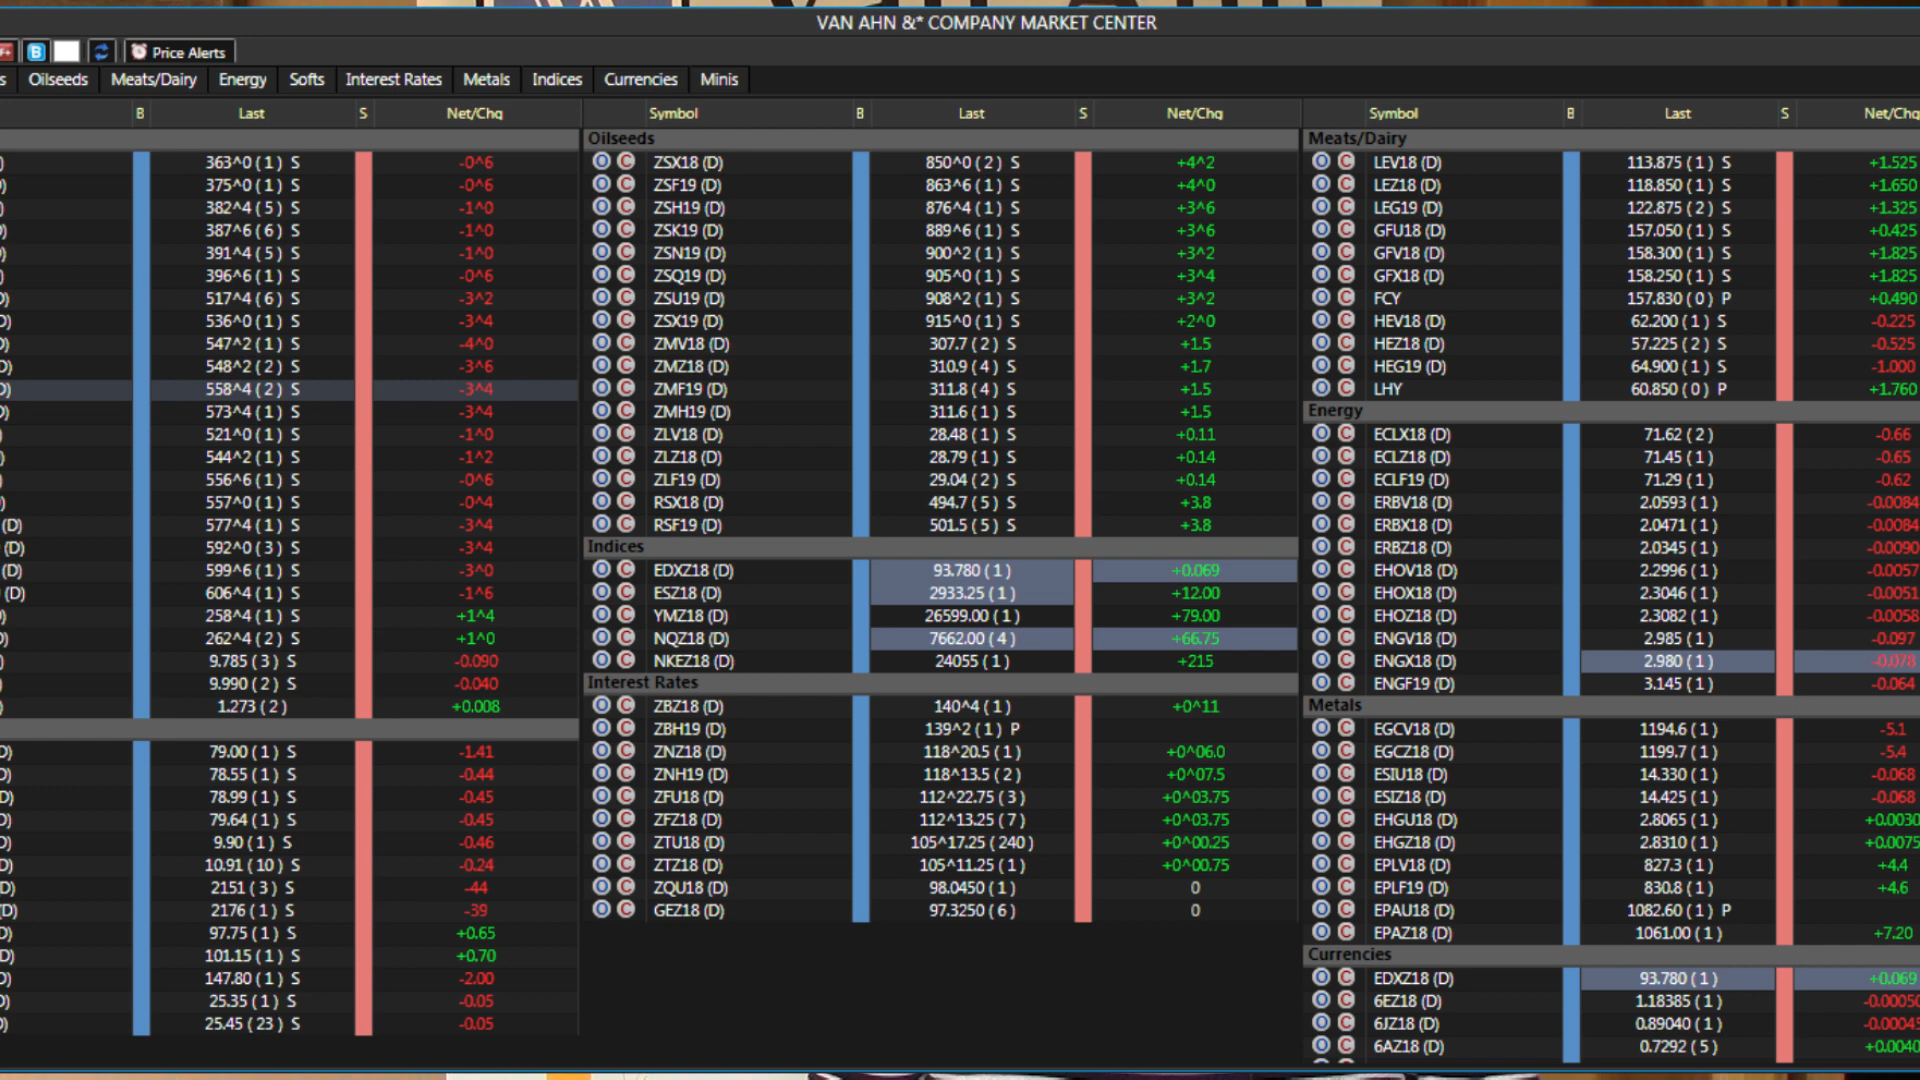 VAN AHN &* COMPANY MARKET CENTER
Price Alerts
s Oilseeds Meats/Dairy Energy Softs Interest Rates Metals Indices Currencies Minis
B Last S Net/Chg
363^0 ( 1 ) S -0^6
375^0 ( 1 ) S -0^6
382^4 ( 5 ) S -1^0
387^6 ( 6 ) S -1^0
391^4 ( 5 ) S -1^0
396^6 ( 1 ) S -0^6
517^4 ( 6 ) S -3^2
536^0 ( 1 ) S -3^4
547^2 ( 1 ) S -4^0
548^2 ( 2 ) S -3^6
558^4 ( 2 ) S -3^4
573^4 ( 1 ) S -3^4
521^0 ( 1 ) S -1^0
544^2 ( 1 ) S -1^2
556^6 ( 1 ) S -0^6
557^0 ( 1 ) S -0^4
(D) 577^4 ( 1 ) S -3^4
(D) 592^0 ( 3 ) S -3^4
(D) 599^6 ( 1 ) S -3^0
(D) 606^4 ( 1 ) S -1^6
258^4 ( 1 ) S +1^4
262^4 ( 2 ) S +1^0
9.785 ( 3 ) S -0.090
9.990 ( 2 ) S -0.040
1.273 ( 2 ) +0.008
79.00 ( 1 ) S -1.41
78.55 ( 1 ) S -0.44
78.99 ( 1 ) S -0.45
79.64 ( 1 ) S -0.45
9.90 ( 1 ) S -0.46
10.91 ( 10 ) S -0.24
2151 ( 3 ) S -44
2176 ( 1 ) S -39
97.75 ( 1 ) S +0.65
101.15 ( 1 ) S +0.70
147.80 ( 1 ) S -2.00
25.35 ( 1 ) S -0.05
25.45 ( 23 ) S -0.05
Symbol B Last S Net/Chg
Oilseeds
O C ZSX18 (D) 850^0 ( 2 ) S +4^2
O C ZSF19 (D) 863^6 ( 1 ) S +4^0
O C ZSH19 (D) 876^4 ( 1 ) S +3^6
O C ZSK19 (D) 889^6 ( 1 ) S +3^6
O C ZSN19 (D) 900^2 ( 1 ) S +3^2
O C ZSQ19 (D) 905^0 ( 1 ) S +3^4
O C ZSU19 (D) 908^2 ( 1 ) S +3^2
O C ZSX19 (D) 915^0 ( 1 ) S +2^0
O C ZMV18 (D) 307.7 ( 2 ) S +1.5
O C ZMZ18 (D) 310.9 ( 4 ) S +1.7
O C ZMF19 (D) 311.8 ( 4 ) S +1.5
O C ZMH19 (D) 311.6 ( 1 ) S +1.5
O C ZLV18 (D) 28.48 ( 1 ) S +0.11
O C ZLZ18 (D) 28.79 ( 1 ) S +0.14
O C ZLF19 (D) 29.04 ( 2 ) S +0.14
O C RSX18 (D) 494.7 ( 5 ) S +3.8
O C RSF19 (D) 501.5 ( 5 ) S +3.8
Indices
O C EDXZ18 (D) 93.780 ( 1 ) +0.069
O C ESZ18 (D) 2933.25 ( 1 ) +12.00
O C YMZ18 (D) 26599.00 ( 1 ) +79.00
O C NQZ18 (D) 7662.00 ( 4 ) +66.75
O C NKEZ18 (D) 24055 ( 1 ) +215
Interest Rates
O C ZBZ18 (D) 140^4 ( 1 ) +0^11
O C ZBH19 (D) 139^2 ( 1 ) P
O C ZNZ18 (D) 118^20.5 ( 1 ) +0^06.0
O C ZNH19 (D) 118^13.5 ( 2 ) +0^07.5
O C ZFU18 (D) 112^22.75 ( 3 ) +0^03.75
O C ZFZ18 (D) 112^13.25 ( 7 ) +0^03.75
O C ZTU18 (D) 105^17.25 ( 240 ) +0^00.25
O C ZTZ18 (D) 105^11.25 ( 1 ) +0^00.75
O C ZQU18 (D) 98.0450 ( 1 ) 0
O C GEZ18 (D) 97.3250 ( 6 ) 0
Symbol B Last S Net/Chg
Meats/Dairy
O C LEV18 (D) 113.875 ( 1 ) S +1.525
O C LEZ18 (D) 118.850 ( 1 ) S +1.650
O C LEG19 (D) 122.875 ( 2 ) S +1.325
O C GFU18 (D) 157.050 ( 1 ) S +0.425
O C GFV18 (D) 158.300 ( 1 ) S +1.825
O C GFX18 (D) 158.250 ( 1 ) S +1.825
O C FCY 157.830 ( 0 ) P +0.490
O C HEV18 (D) 62.200 ( 1 ) S -0.225
O C HEZ18 (D) 57.225 ( 2 ) S -0.525
O C HEG19 (D) 64.900 ( 1 ) S -1.000
O C LHY 60.850 ( 0 ) P +1.760
Energy
O C ECLX18 (D) 71.62 ( 2 ) -0.66
O C ECLZ18 (D) 71.45 ( 1 ) -0.65
O C ECLF19 (D) 71.29 ( 1 ) -0.62
O C ERBV18 (D) 2.0593 ( 1 ) -0.0084
O C ERBX18 (D) 2.0471 ( 1 ) -0.0084
O C ERBZ18 (D) 2.0345 ( 1 ) -0.0090
O C EHOV18 (D) 2.2996 ( 1 ) -0.0057
O C EHOX18 (D) 2.3046 ( 1 ) -0.0051
O C EHOZ18 (D) 2.3082 ( 1 ) -0.0058
O C ENGV18 (D) 2.985 ( 1 ) -0.097
O C ENGX18 (D) 2.980 ( 1 ) -0.078
O C ENGF19 (D) 3.145 ( 1 ) -0.064
Metals
O C EGCV18 (D) 1194.6 ( 1 ) -5.1
O C EGCZ18 (D) 1199.7 ( 1 ) -5.4
O C ESIU18 (D) 14.330 ( 1 ) -0.068
O C ESIZ18 (D) 14.425 ( 1 ) -0.068
O C EHGU18 (D) 2.8065 ( 1 ) +0.0030
O C EHGZ18 (D) 2.8310 ( 1 ) +0.0075
O C EPLV18 (D) 827.3 ( 1 ) +4.4
O C EPLF19 (D) 830.8 ( 1 ) +4.6
O C EPAU18 (D) 1082.60 ( 1 ) P
O C EPAZ18 (D) 1061.00 ( 1 ) +7.20
Currencies
O C EDXZ18 (D) 93.780 ( 1 ) +0.069
O C 6EZ18 (D) 1.18385 ( 1 ) -0.00050
O C 6JZ18 (D) 0.89040 ( 1 ) -0.00045
O C 6AZ18 (D) 0.7292 ( 5 ) +0.0040